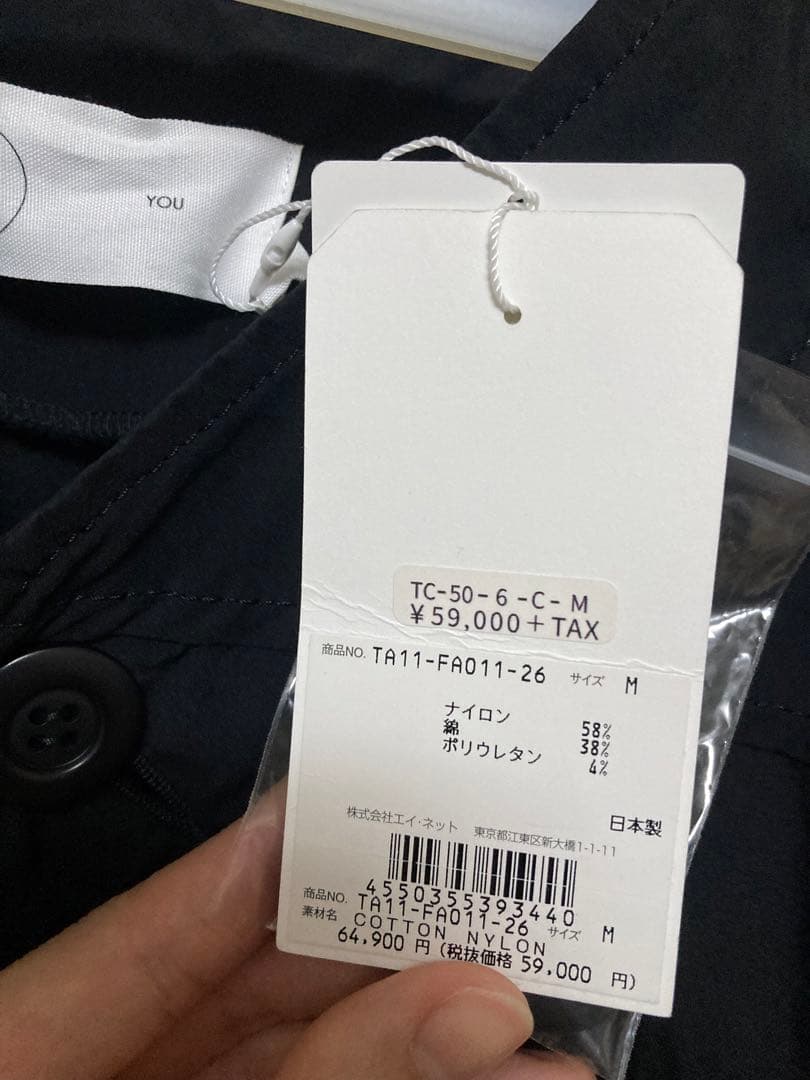 YOU
TC-50-6-C-M
¥59,000+TAX
商品NO. TA11-FA011-26 サイズ M
ナイロン 58%
綿 38%
ポリウレタン 4%
日本製
株式会社エイ・ネット 東京都江東区新大橋1-1-11
4550355393440
商品NO. TA11-FA011-26 サイズ M
素材名 COTTON NYLON
64,900 円 (税抜価格 59,000 円)